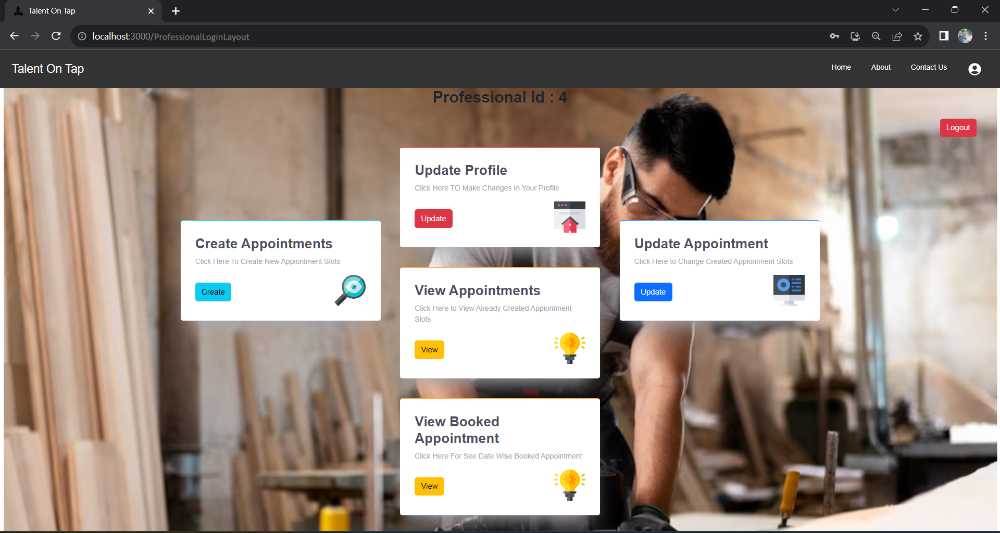 Talent On Tap
localhost:3000/ProfessionalLoginLayout
Talent On Tap
Home
About
Contact Us
Professional Id : 4
Logout
Update Profile
Click Here TO Make Changes In Your Profile
Update
Create Appointments
Click Here To Create New Appiontment Slots
Create
Update Appointment
Click Here to Change Created Appiontment Slots
Update
View Appointments
Click Here to View Already Created Appiontment
Slots
View
View Booked
Appointment
Click Here For See Date Wise Booked Appointment
View